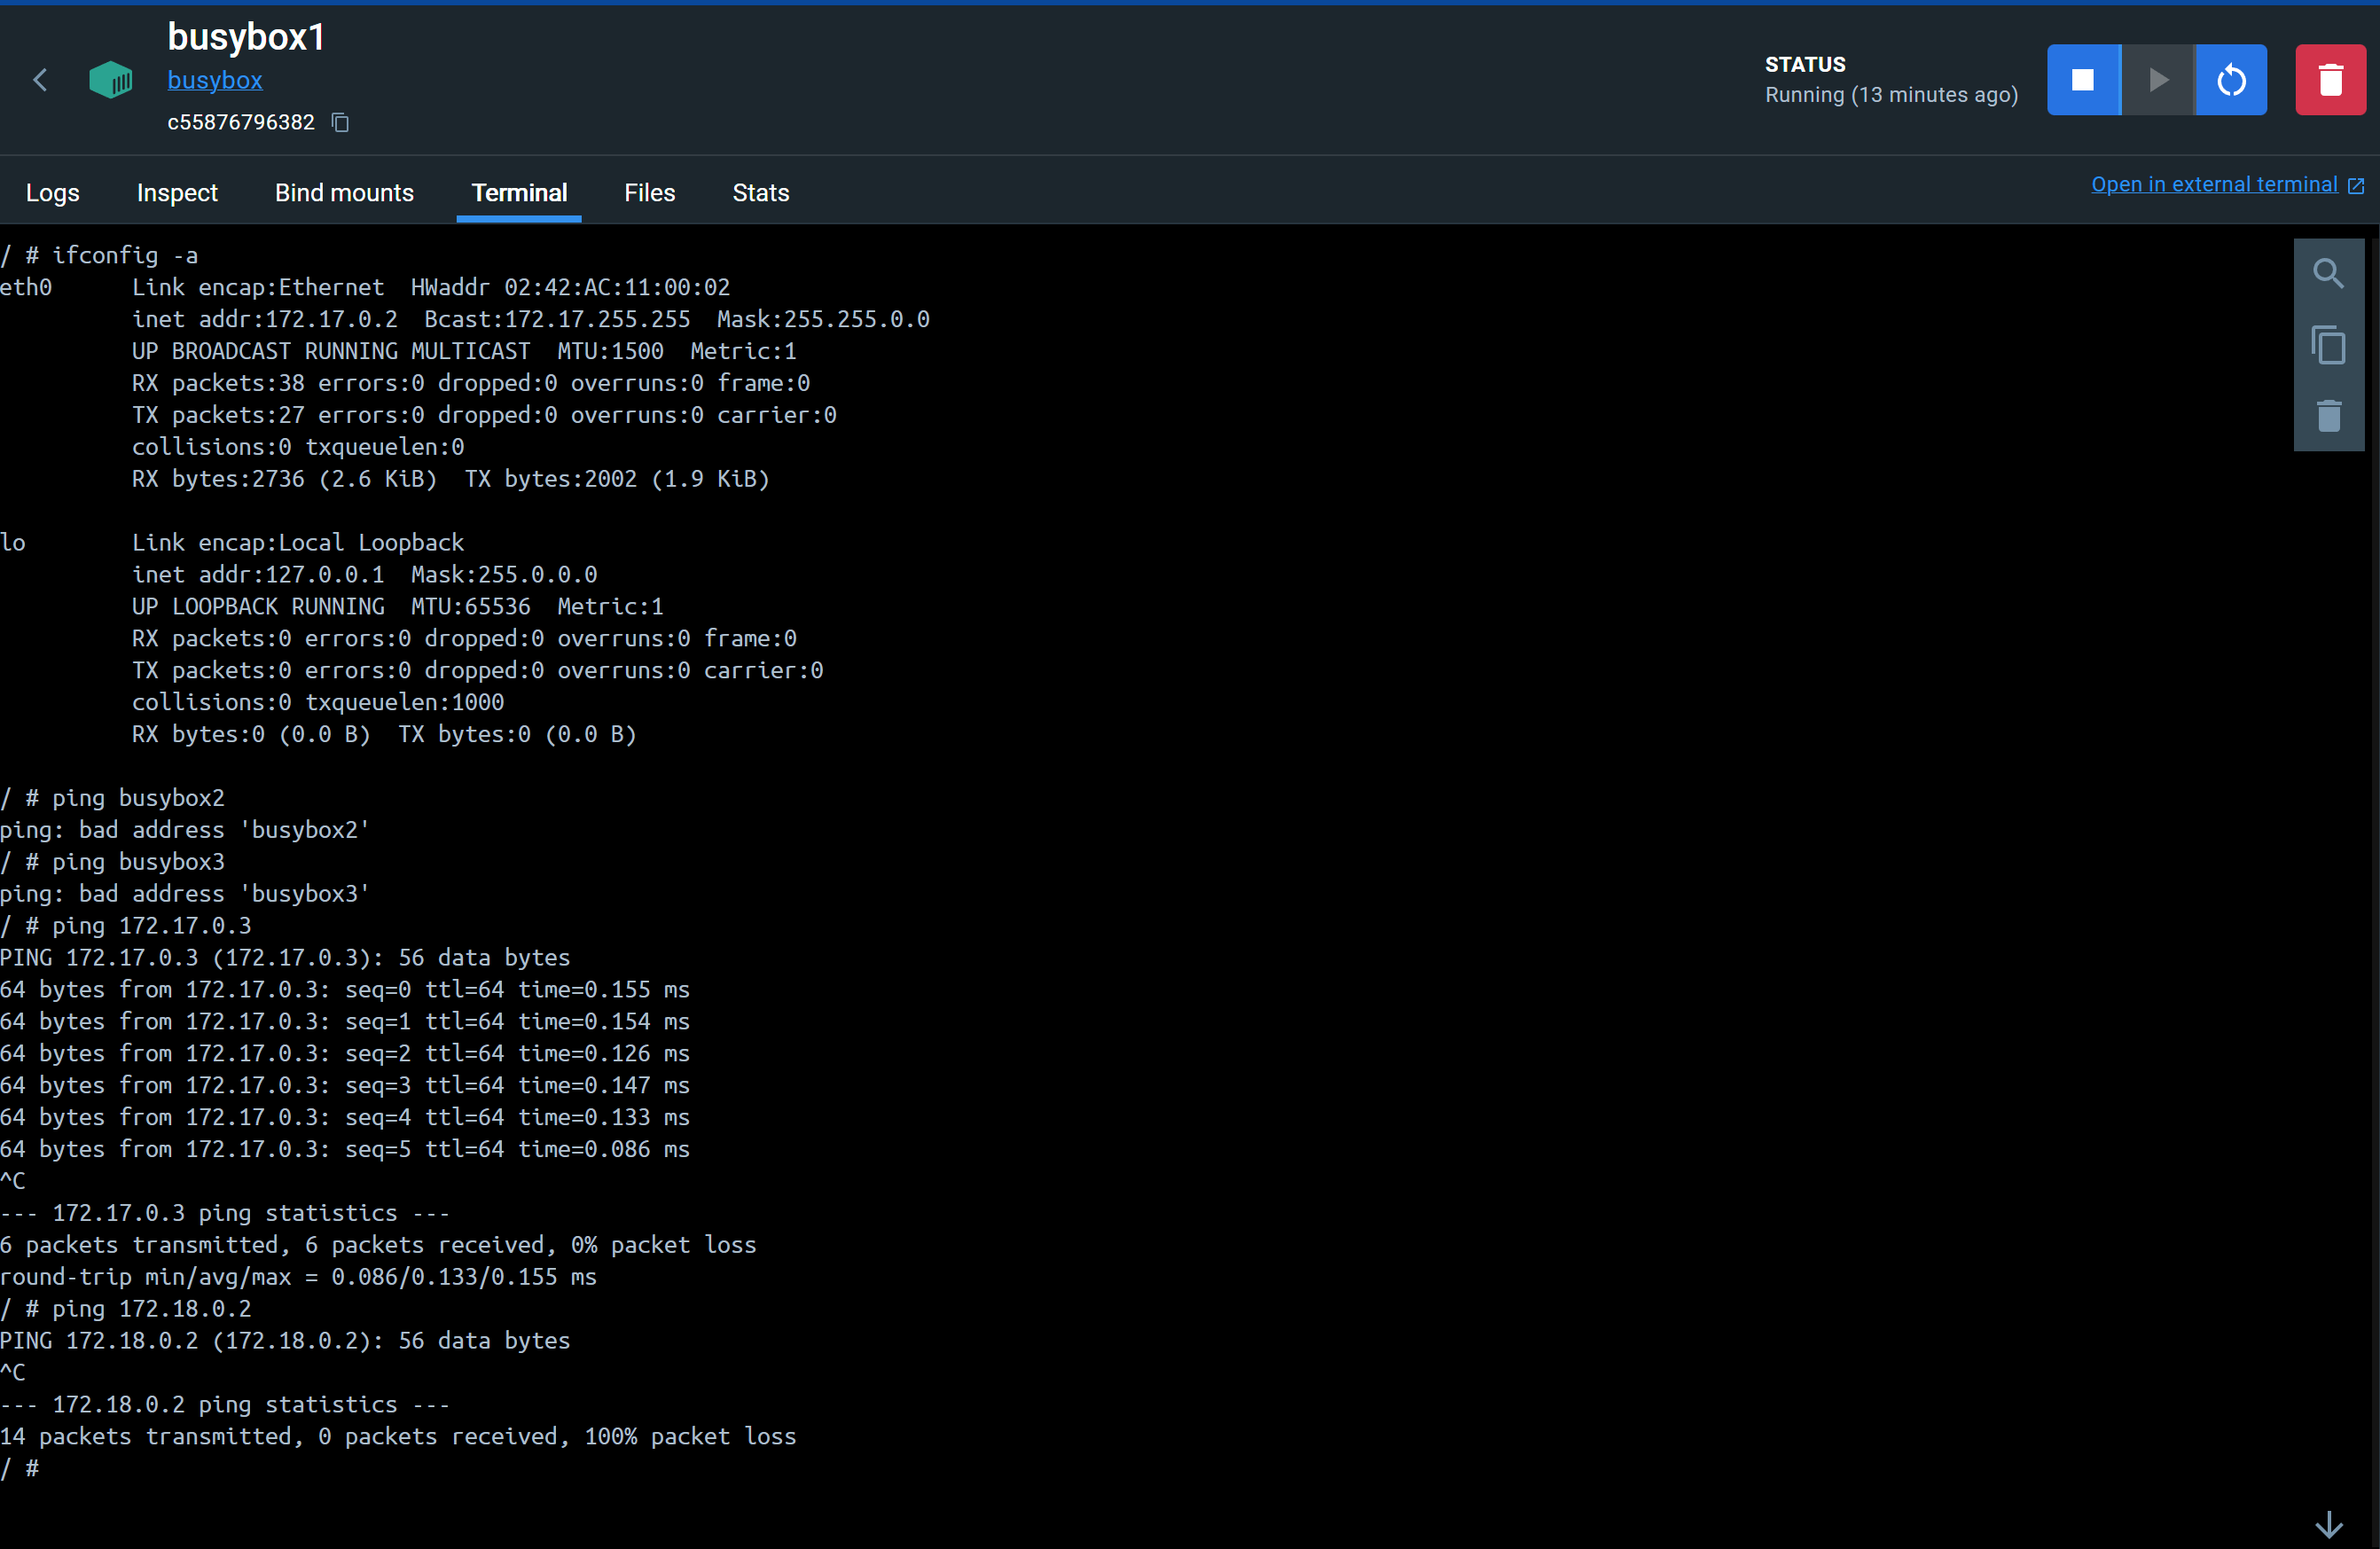 busybox1
busybox
c55876796382
STATUS
Running (13 minutes ago)
Logs Inspect Bind mounts Terminal Files Stats
Open in external terminal
/ # ifconfig -a
eth0      Link encap:Ethernet  HWaddr 02:42:AC:11:00:02
          inet addr:172.17.0.2  Bcast:172.17.255.255  Mask:255.255.0.0
          UP BROADCAST RUNNING MULTICAST  MTU:1500  Metric:1
          RX packets:38 errors:0 dropped:0 overruns:0 frame:0
          TX packets:27 errors:0 dropped:0 overruns:0 carrier:0
          collisions:0 txqueuelen:0
          RX bytes:2736 (2.6 KiB)  TX bytes:2002 (1.9 KiB)

lo        Link encap:Local Loopback
          inet addr:127.0.0.1  Mask:255.0.0.0
          UP LOOPBACK RUNNING  MTU:65536  Metric:1
          RX packets:0 errors:0 dropped:0 overruns:0 frame:0
          TX packets:0 errors:0 dropped:0 overruns:0 carrier:0
          collisions:0 txqueuelen:1000
          RX bytes:0 (0.0 B)  TX bytes:0 (0.0 B)

/ # ping busybox2
ping: bad address 'busybox2'
/ # ping busybox3
ping: bad address 'busybox3'
/ # ping 172.17.0.3
PING 172.17.0.3 (172.17.0.3): 56 data bytes
64 bytes from 172.17.0.3: seq=0 ttl=64 time=0.155 ms
64 bytes from 172.17.0.3: seq=1 ttl=64 time=0.154 ms
64 bytes from 172.17.0.3: seq=2 ttl=64 time=0.126 ms
64 bytes from 172.17.0.3: seq=3 ttl=64 time=0.147 ms
64 bytes from 172.17.0.3: seq=4 ttl=64 time=0.133 ms
64 bytes from 172.17.0.3: seq=5 ttl=64 time=0.086 ms
^C
--- 172.17.0.3 ping statistics ---
6 packets transmitted, 6 packets received, 0% packet loss
round-trip min/avg/max = 0.086/0.133/0.155 ms
/ # ping 172.18.0.2
PING 172.18.0.2 (172.18.0.2): 56 data bytes
^C
--- 172.18.0.2 ping statistics ---
14 packets transmitted, 0 packets received, 100% packet loss
/ #